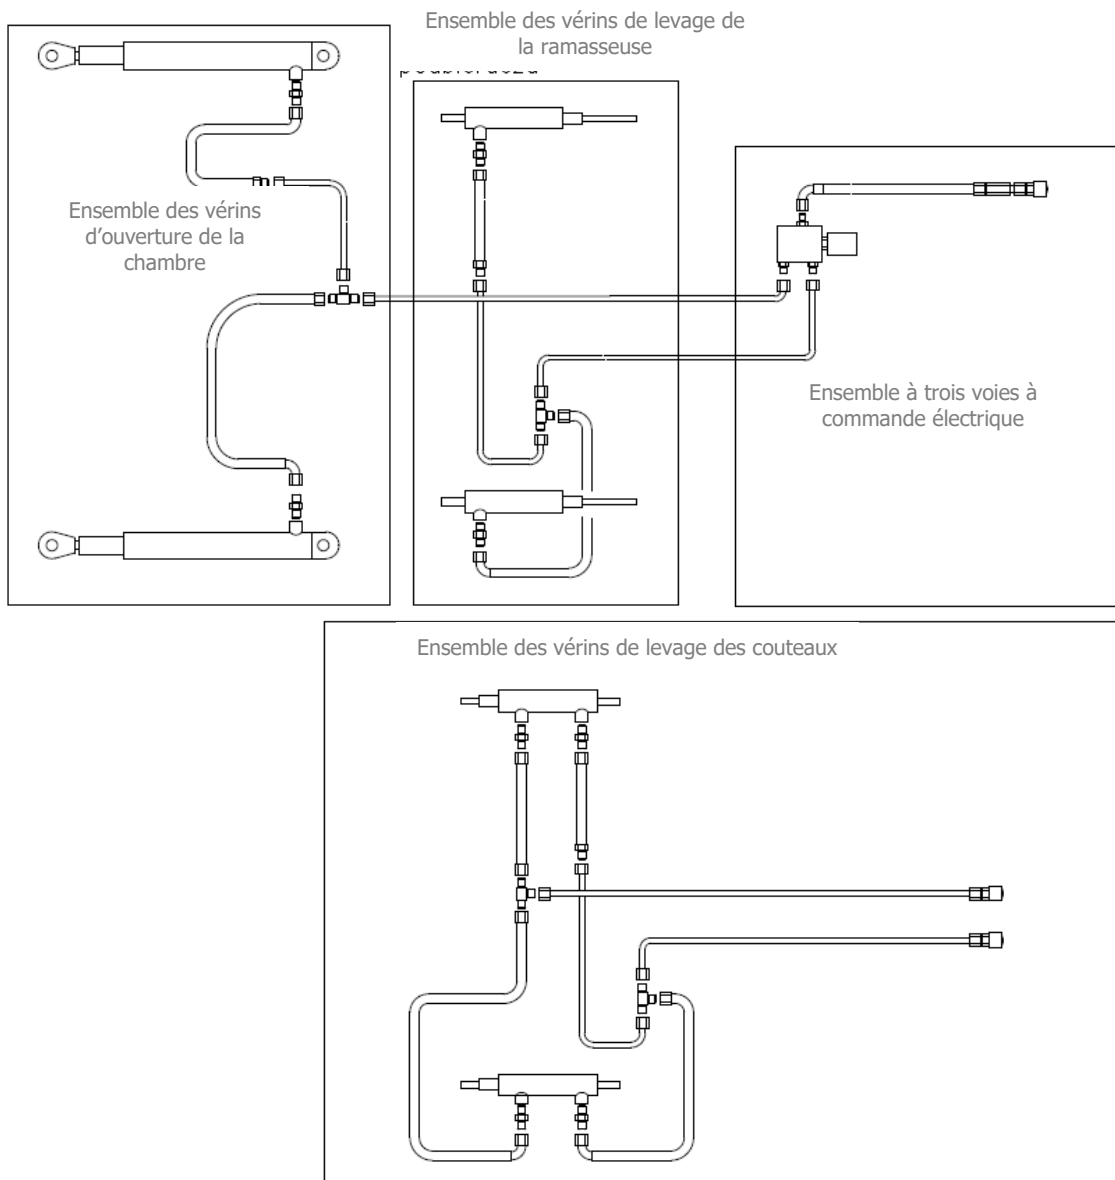 Ensemble des vérins de levage de
la ramasseuse
Ensemble des vérins
d’ouverture de la
chambre
Ensemble à trois voies à
commande électrique
Ensemble des vérins de levage des couteaux